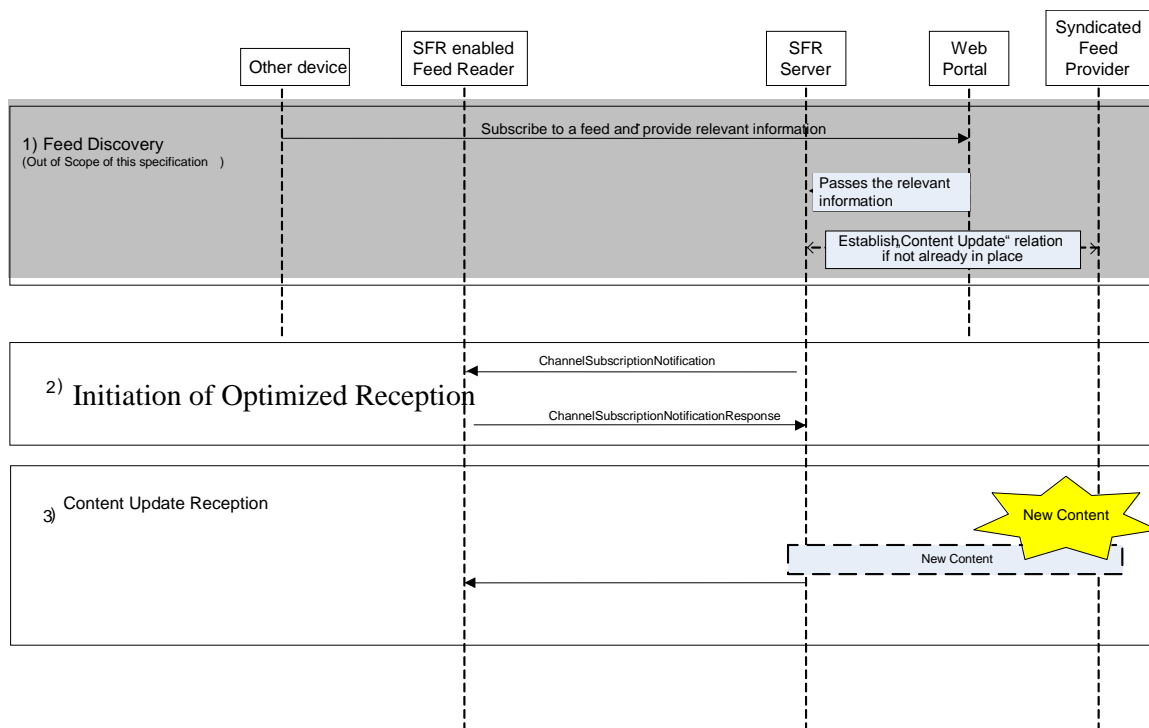 Other device
SFR enabled
Feed Reader
SFR
Server
Web
Portal
Syndicated
Feed
Provider
1) Feed Discovery
(Out of Scope of this specification )
Subscribe to a feed and provide relevant information
Passes the relevant
information
Establish „Content Update“ relation
if not already in place
2) Initiation of Optimized Reception
ChannelSubscriptionNotification
ChannelSubscriptionNotificationResponse
3) Content Update Reception
New Content
New Content